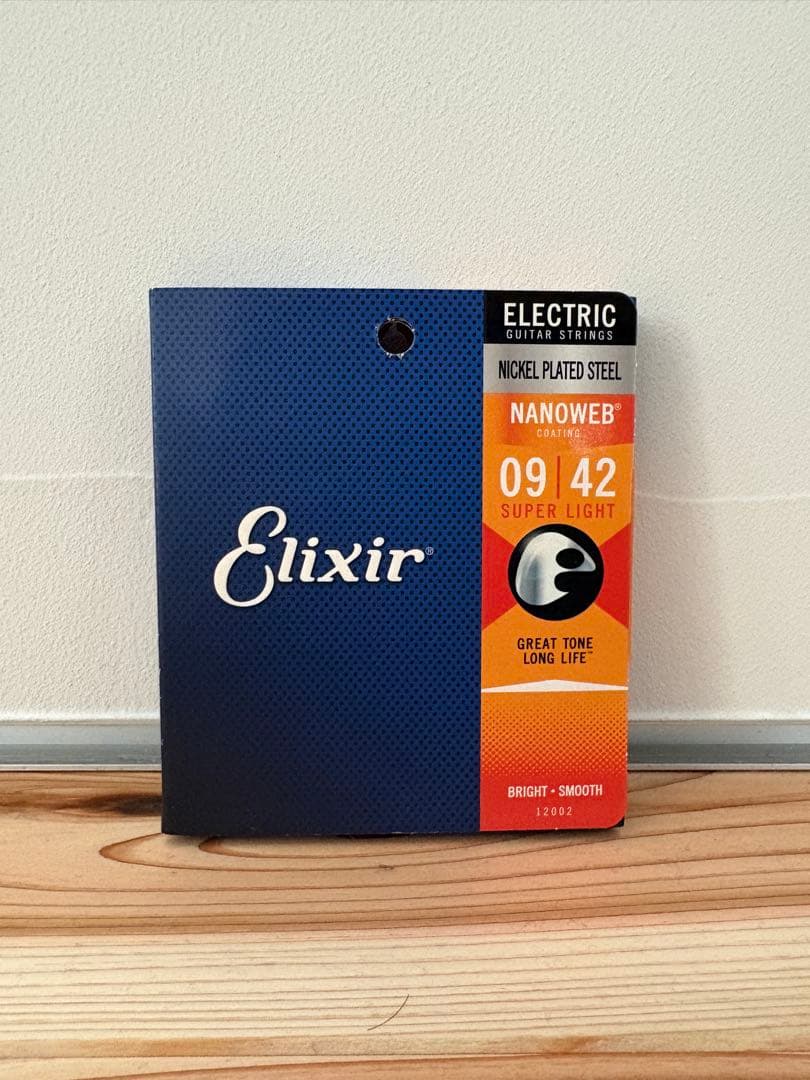 Elixir®
ELECTRIC
GUITAR STRINGS
NICKEL PLATED STEEL
NANOWEB®
COATING
09 | 42
SUPER LIGHT
GREAT TONE
LONG LIFE™
BRIGHT • SMOOTH
12002